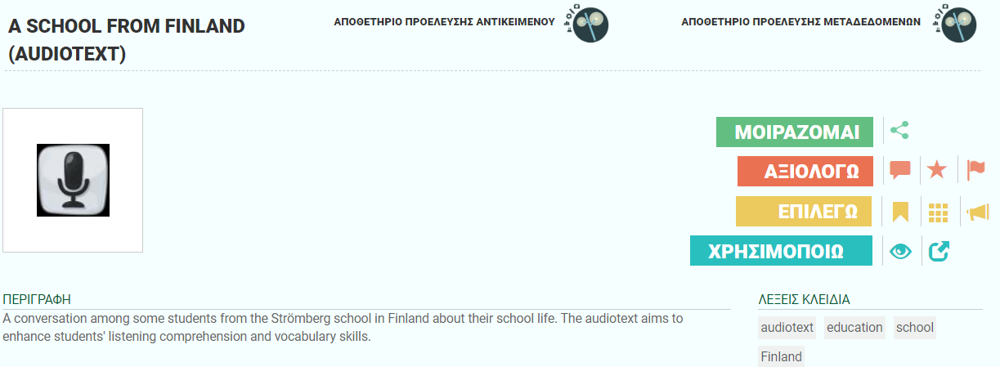 A SCHOOL FROM FINLAND
(AUDIOTEXT)
ΑΠΟΘΕΤΗΡΙΟ ΠΡΟΕΛΕΥΣΗΣ ΑΝΤΙΚΕΙΜΕΝΟΥ
ΑΠΟΘΕΤΗΡΙΟ ΠΡΟΕΛΕΥΣΗΣ ΜΕΤΑΔΕΔΟΜΕΝΩΝ
ΜΟΙΡΑΖΟΜΑΙ
ΑΞΙΟΛΟΓΩ
ΕΠΙΛΕΓΩ
ΧΡΗΣΙΜΟΠΟΙΩ
ΠΕΡΙΓΡΑΦΗ
A conversation among some students from the Strömberg school in Finland about their school life. The audiotext aims to
enhance students' listening comprehension and vocabulary skills.
ΛΕΞΕΙΣ ΚΛΕΙΔΙΑ
audiotext education school
Finland